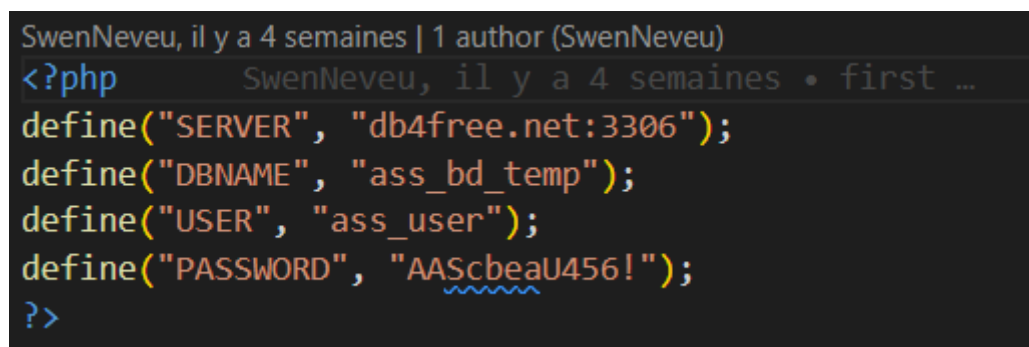 SwenNeveu, il y a 4 semaines | 1 author (SwenNeveu)
<?php SwenNeveu, il y a 4 semaines • first …
define("SERVER", "db4free.net:3306");
define("DBNAME", "ass_bd_temp");
define("USER", "ass_user");
define("PASSWORD", "AAScbeaU456!");
?>